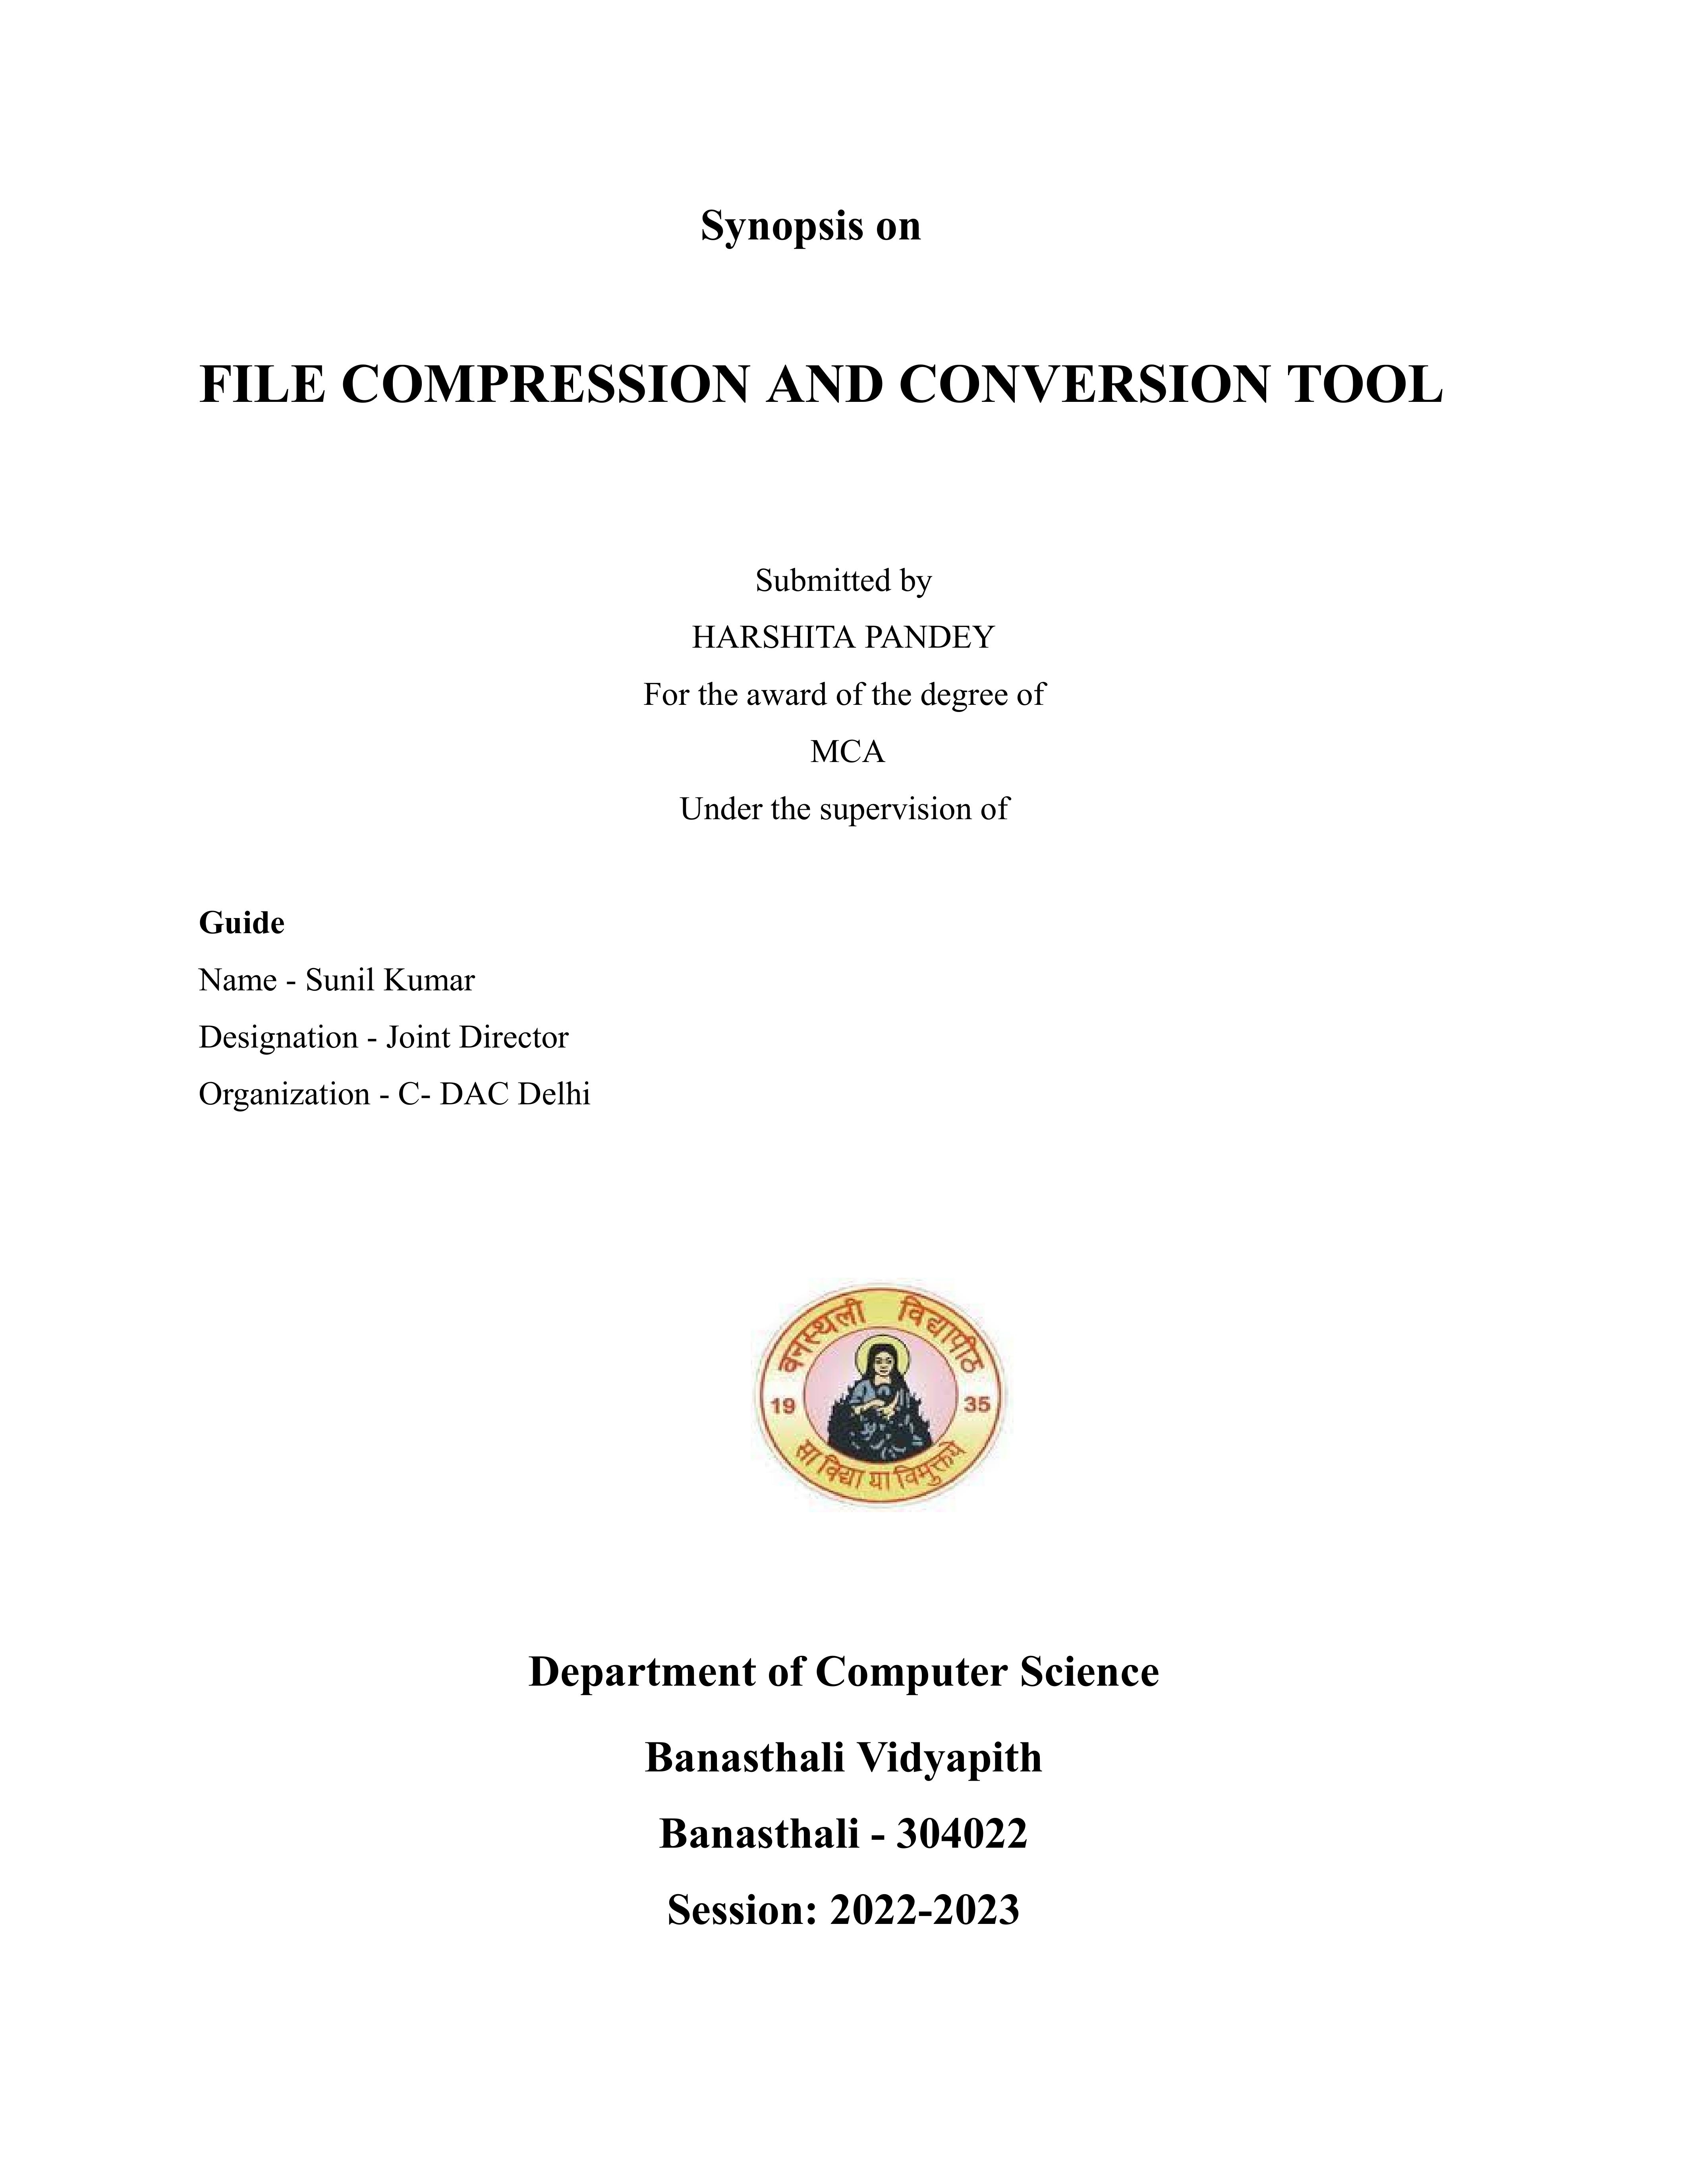 Synopsis on
FILE COMPRESSION AND CONVERSION TOOL
Submitted by
HARSHITA PANDEY
For the award of the degree of
MCA
Under the supervision of
Guide
Name - Sunil Kumar
Designation - Joint Director
Organization - C- DAC Delhi
वनस्थली विद्यापीठ
19 35
सा विद्या या विमुक्तये
Department of Computer Science
Banasthali Vidyapith
Banasthali - 304022
Session: 2022-2023